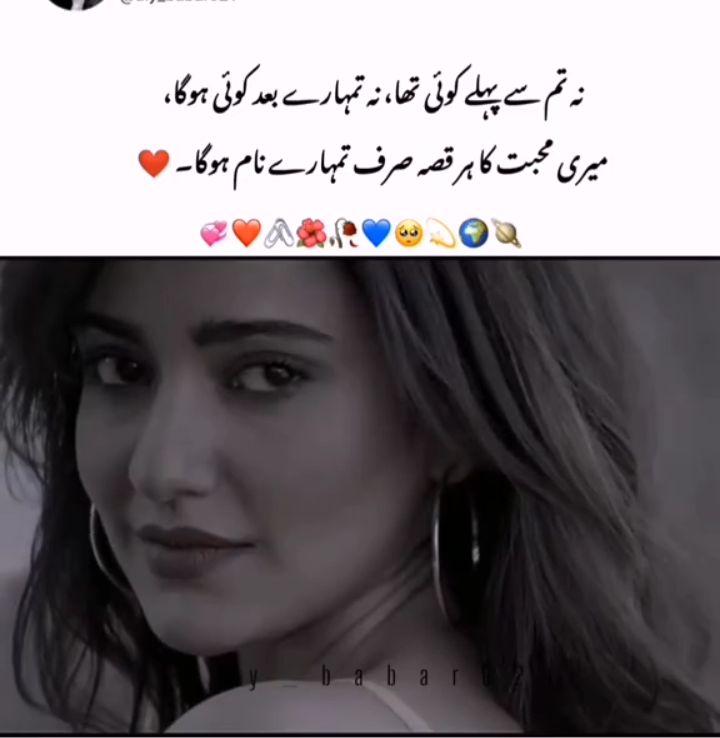 نہ تم سے پہلے کوئی تھا، نہ تمہارے بعد کوئی ہوگا،
میری محبت کا ہر قصہ صرف تمہارے نام ہوگا۔ ❤️
💞❤️🖇️🌺🥀💙🥺💫🌍🪐